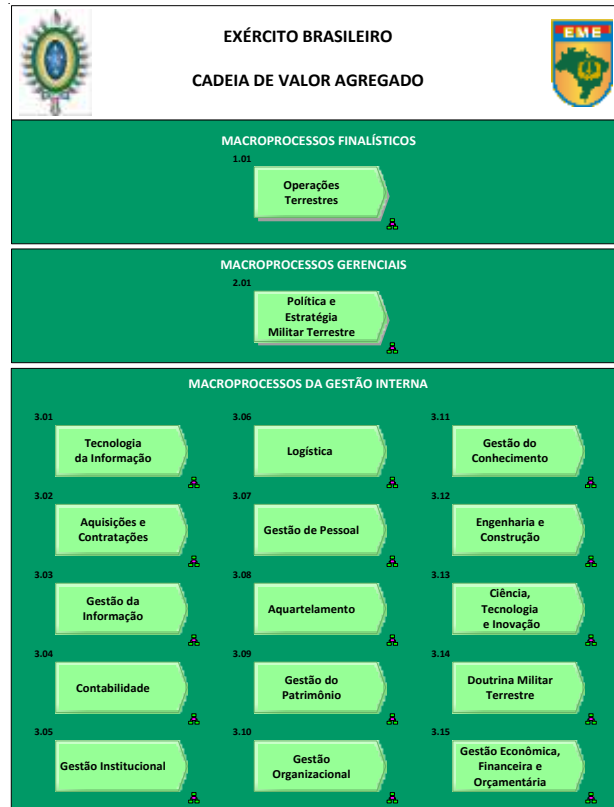 EXÉRCITO BRASILEIRO
CADEIA DE VALOR AGREGADO
EME
MACROPROCESSOS FINALÍSTICOS
1.01
Operações
Terrestres
MACROPROCESSOS GERENCIAIS
2.01
Política e
Estratégia
Militar Terrestre
MACROPROCESSOS DA GESTÃO INTERNA
3.01
Tecnologia
da Informação
3.06
Logística
3.11
Gestão do
Conhecimento
3.02
Aquisições e
Contratações
3.07
Gestão de Pessoal
3.12
Engenharia e
Construção
3.03
Gestão da
Informação
3.08
Aquartelamento
3.13
Ciência,
Tecnologia
e Inovação
3.04
Contabilidade
3.09
Gestão do
Patrimônio
3.14
Doutrina Militar
Terrestre
3.05
Gestão Institucional
3.10
Gestão
Organizacional
3.15
Gestão Econômica,
Financeira e
Orçamentária